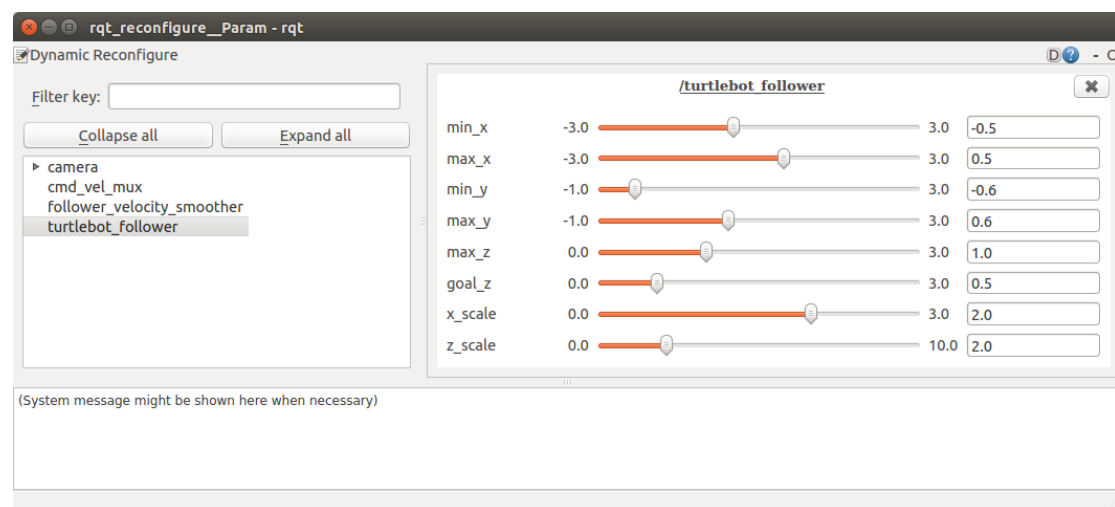 rqt_reconfigure__Param - rqt
Dynamic Reconfigure
D ? - O
Filter key:
Collapse all Expand all
camera
cmd_vel_mux
follower_velocity_smoother
turtlebot_follower
/turtlebot_follower
min_x -3.0 3.0 -0.5
max_x -3.0 3.0 0.5
min_y -1.0 3.0 -0.6
max_y -1.0 3.0 0.6
max_z 0.0 3.0 1.0
goal_z 0.0 3.0 0.5
x_scale 0.0 3.0 2.0
z_scale 0.0 10.0 2.0
(System message might be shown here when necessary)